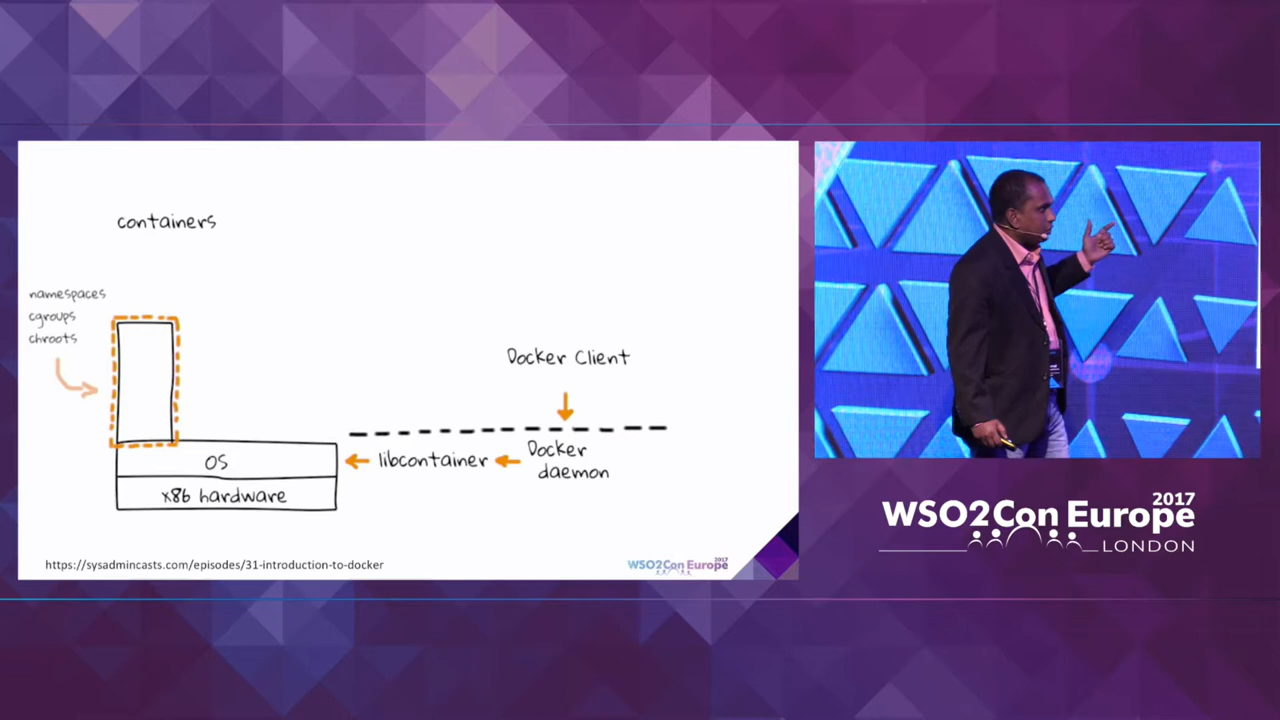 containers
namespaces
cgroups
chroots
Docker Client
OS
libcontainer
Docker
daemon
x86 hardware
https://sysadmincasts.com/episodes/31-introduction-to-docker
WSO2Con Europe
2017
WSO2Con Europe
2017
LONDON